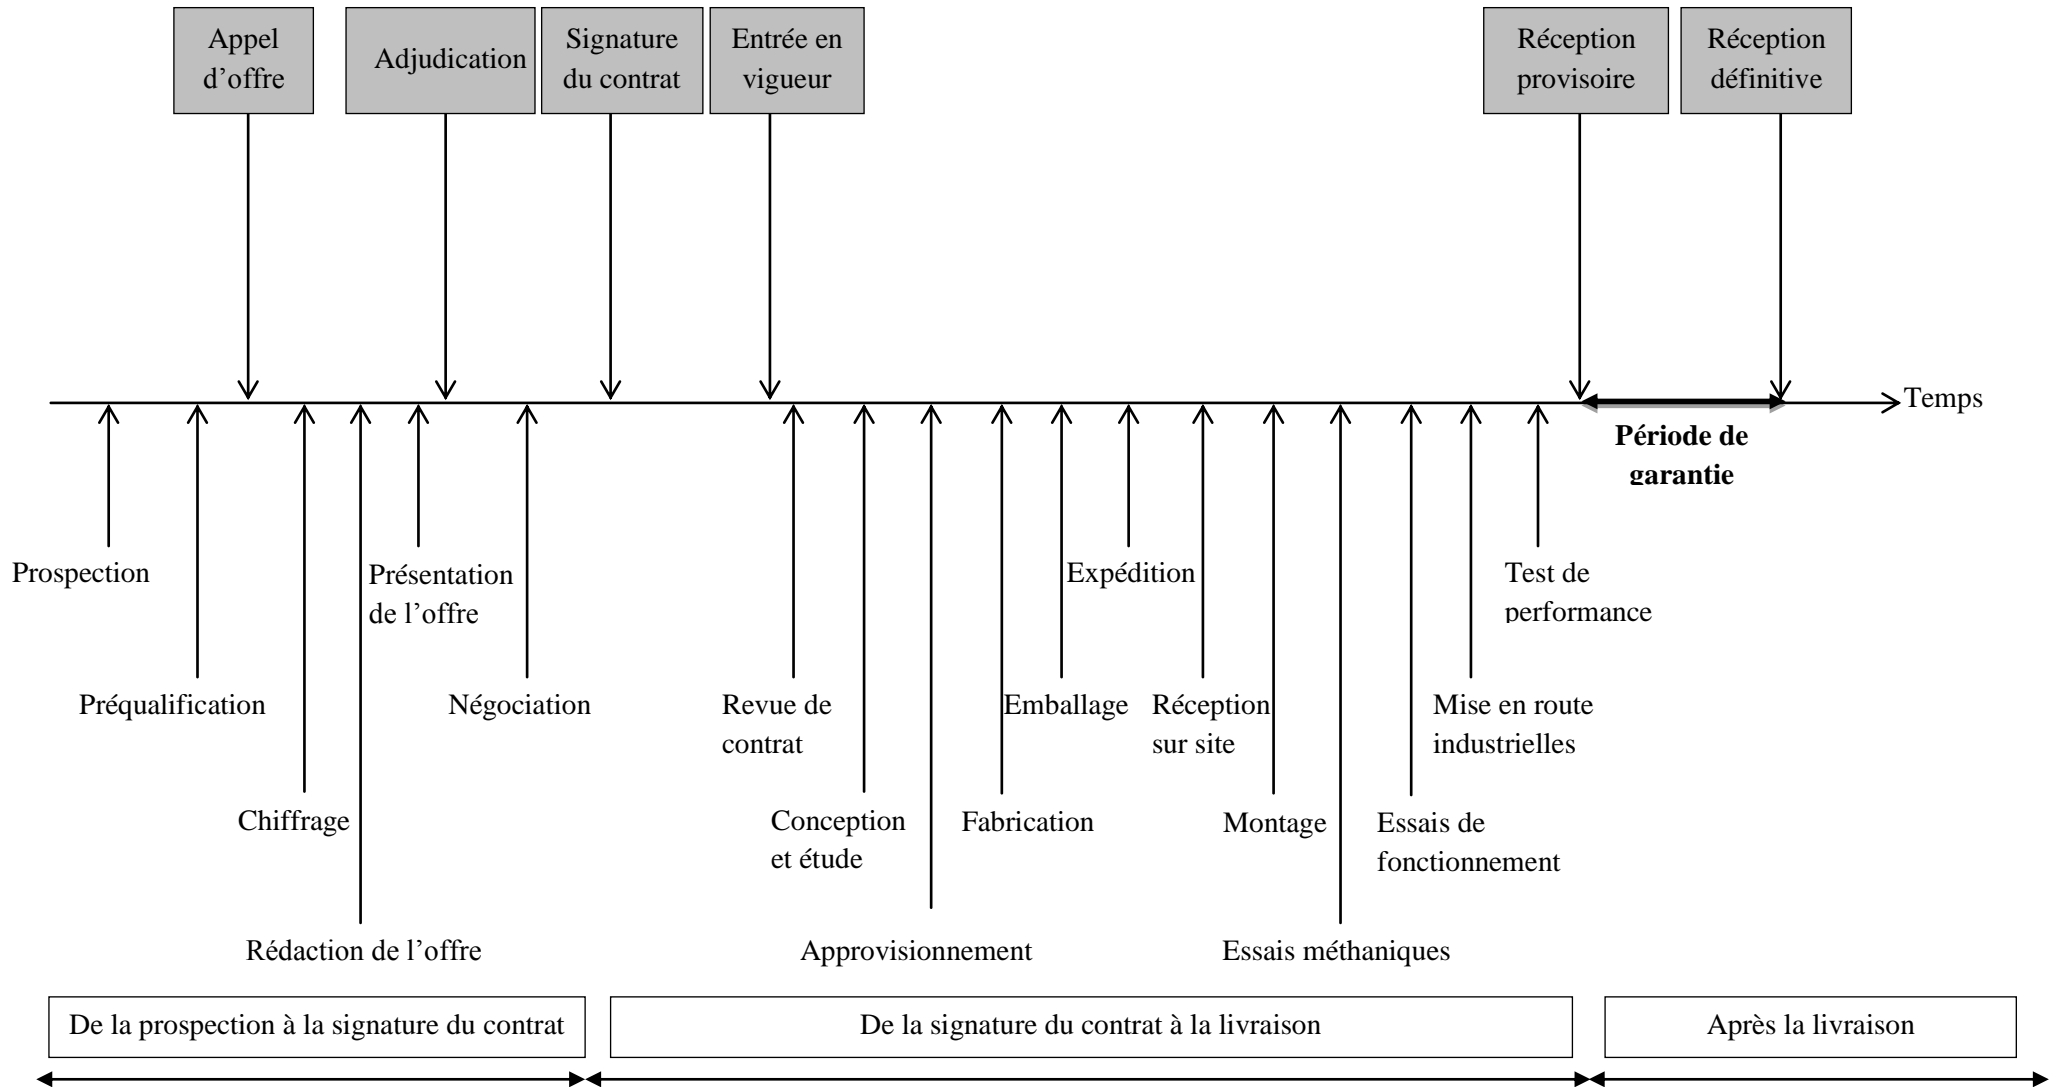 Appel
d’offre
Adjudication
Signature
du contrat
Entrée en
vigueur
Réception
provisoire
Réception
définitive
Temps
Période de
garantie
Prospection
Présentation
de l’offre
Expédition
Test de
performance
Préqualification
Négociation
Revue de
contrat
Emballage
Réception
sur site
Mise en route
industrielles
Chiffrage
Conception
et étude
Fabrication
Montage
Essais de
fonctionnement
Rédaction de l’offre
Approvisionnement
Essais méthaniques
De la prospection à la signature du contrat
De la signature du contrat à la livraison
Après la livraison